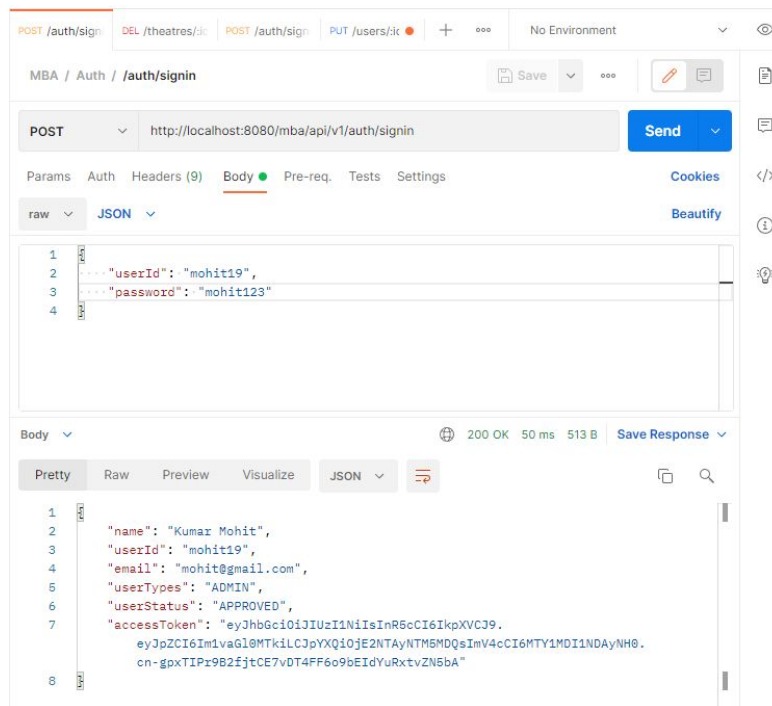 POST /auth/sign DEL /theatres/:ic POST /auth/sign PUT /users/:ic No Environment
MBA / Auth / /auth/signin Save
POST http://localhost:8080/mba/api/v1/auth/signin Send
Params Auth Headers (9) Body Pre-req. Tests Settings Cookies
raw JSON Beautify
1 {
2 "userId": "mohit19",
3 "password": "mohit123"
4 }
Body 200 OK 50 ms 513 B Save Response
Pretty Raw Preview Visualize JSON
1 {
2 "name": "Kumar Mohit",
3 "userId": "mohit19",
4 "email": "mohit@gmail.com",
5 "userTypes": "ADMIN",
6 "userStatus": "APPROVED",
7 "accessToken": "eyJhbGciOiJIUzI1NiIsInR5cCI6IkpXVCJ9.
eyJpZCI6Im1vaGl0MTkiLCJpYXQiOjE2NTAyNTM5MDQsImV4cCI6MTY1MDI1NDAyNH0.
cn-gpxTIPr9B2fjtCE7vDT4FF6o9bEIdYuRxtvZN5bA"
8 }